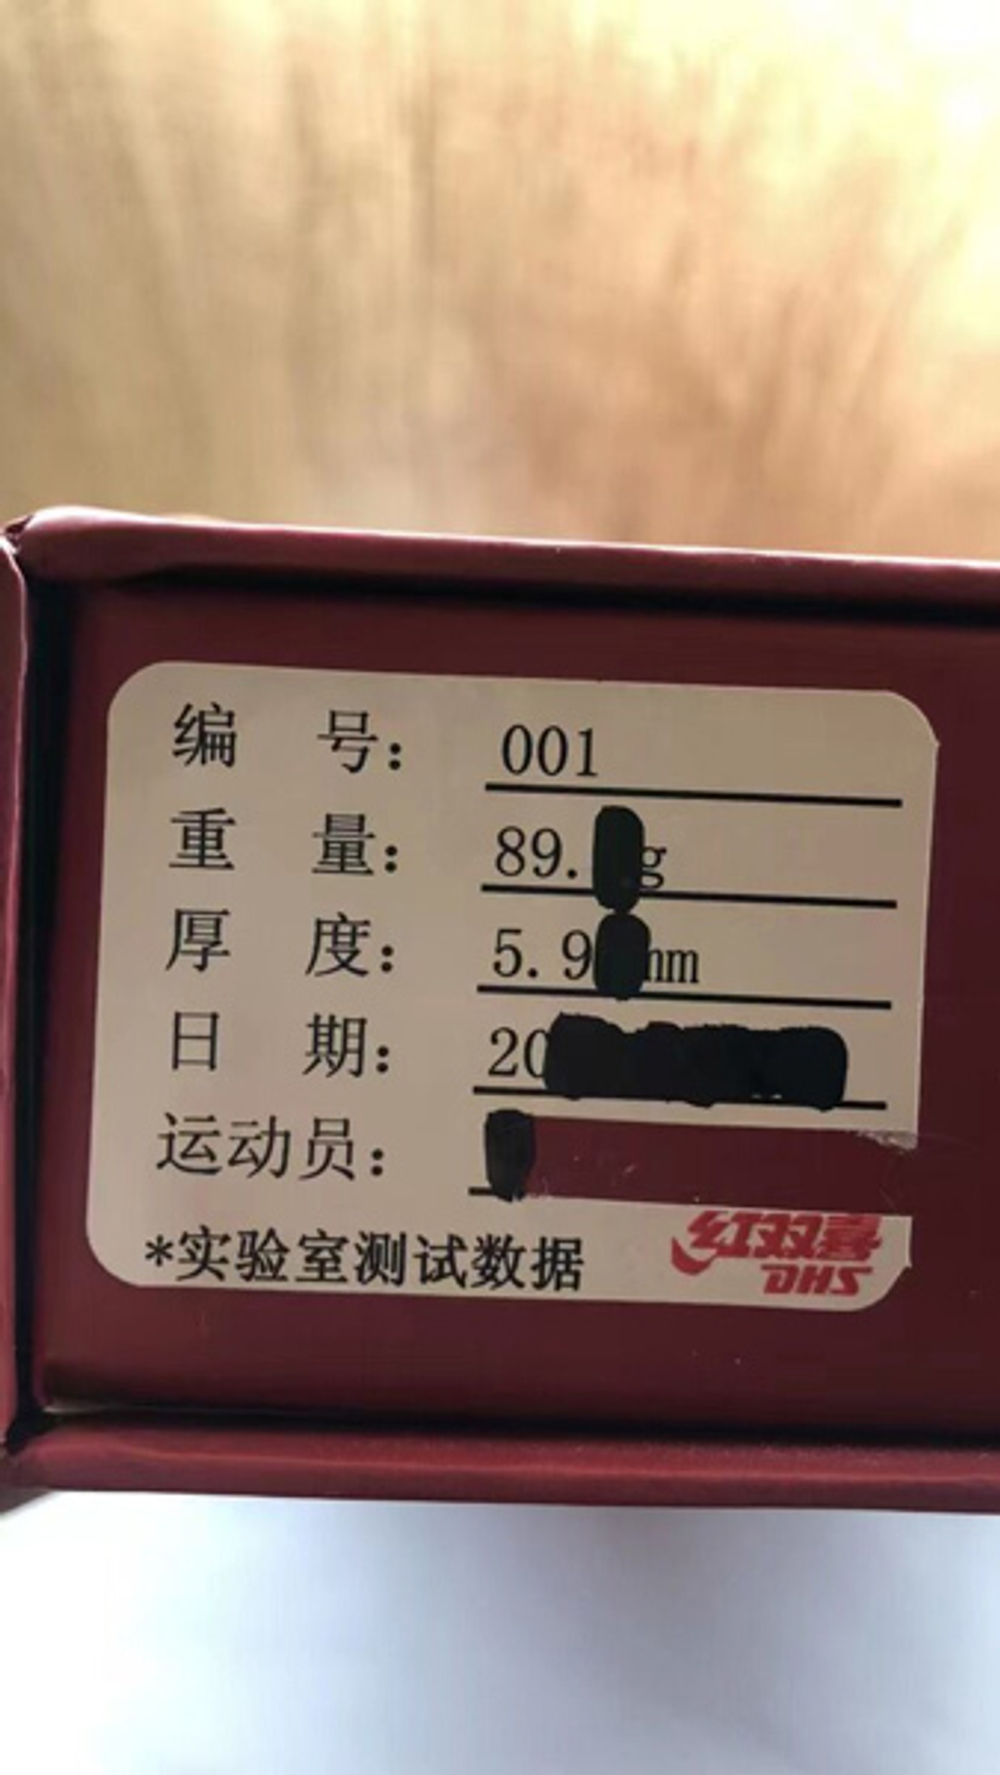 编 号： 001
重 量： 89. g
厚 度： 5.9 mm
日 期： 20
运动员：
*实验室测试数据
红双喜
DHS